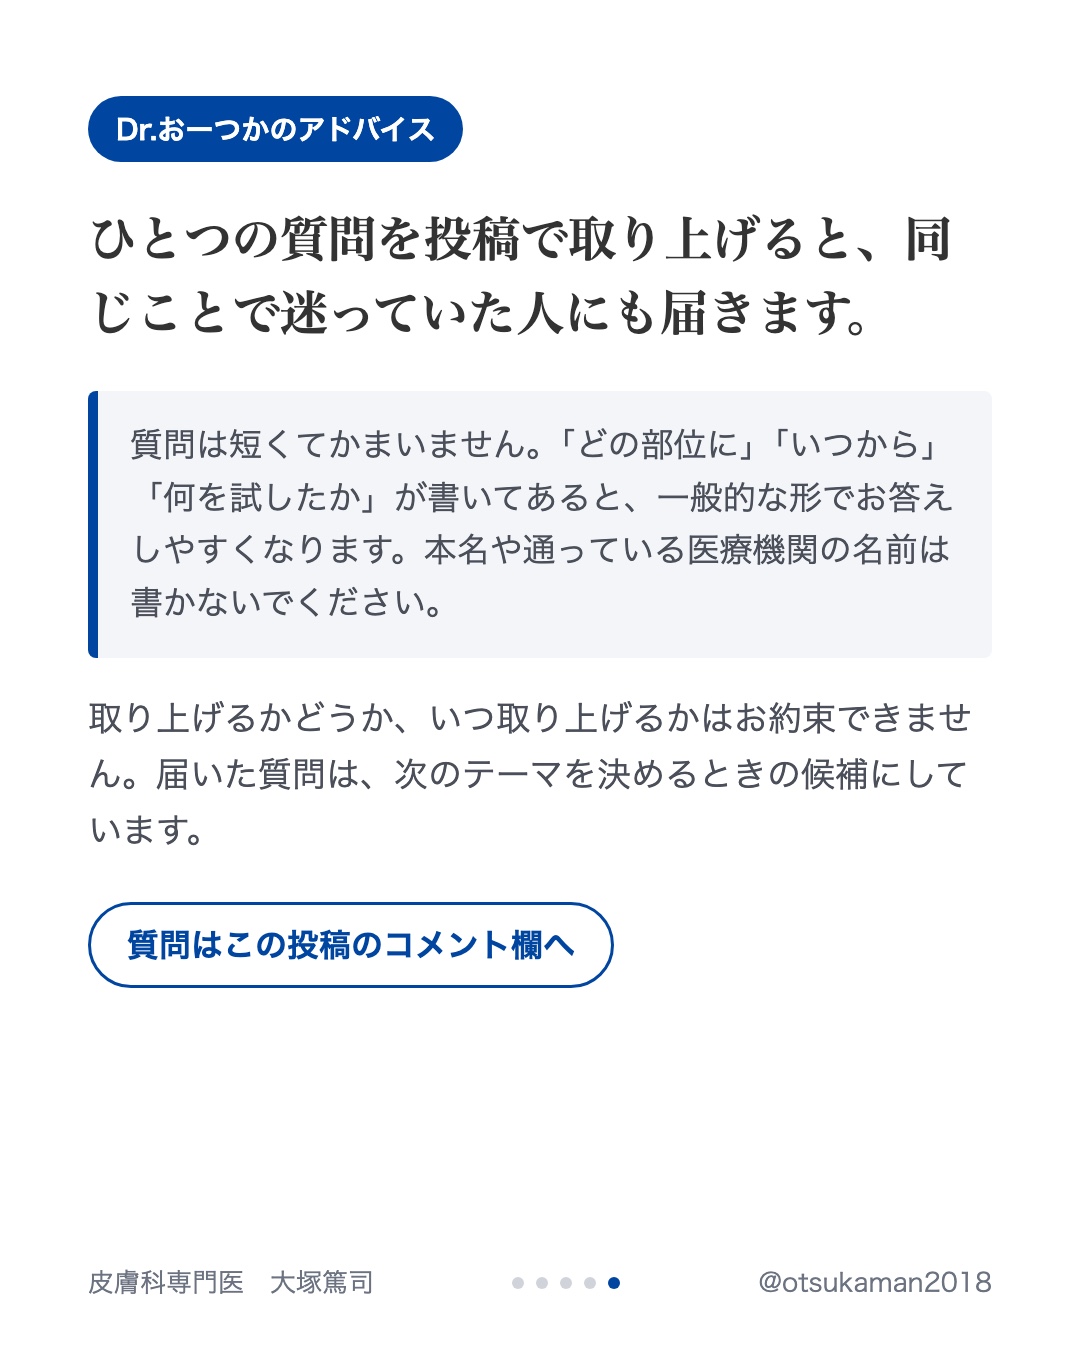 Dr.おーつかのアドバイス
ひとつの質問を投稿で取り上げると、同
じことで迷っていた人にも届きます。
質問は短くてかまいません。「どの部位に」「いつから」
「何を試したか」が書いてあると、一般的な形でお答え
しやすくなります。本名や通っている医療機関の名前は
書かないでください。
取り上げるかどうか、いつ取り上げるかはお約束できませ
ん。届いた質問は、次のテーマを決めるときの候補にして
います。
質問はこの投稿のコメント欄へ
皮膚科専門医　大塚篤司
@otsukaman2018